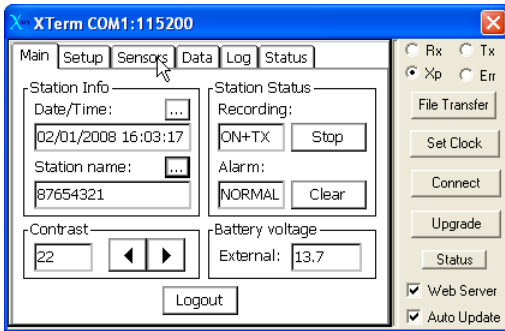 XTerm COM1:115200
Main Setup Sensors Data Log Status
Station Info
Date/Time: ...
02/01/2008 16:03:17
Station name: ...
87654321
Station Status
Recording:
ON+TX Stop
Alarm:
NORMAL Clear
Contrast
22
Battery voltage
External: 13.7
Logout
Rx Tx
Xp Err
File Transfer
Set Clock
Connect
Upgrade
Status
Web Server
Auto Update